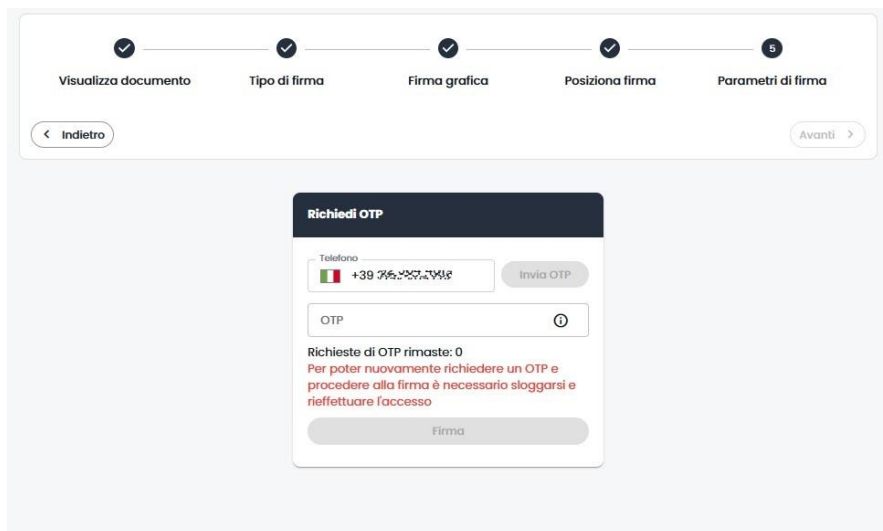 5
Visualizza documento
Tipo di firma
Firma grafica
Posiziona firma
Parametri di firma
Indietro
Avanti
Richiedi OTP
Telefono
+39
Invia OTP
OTP
Richieste di OTP rimaste: 0
Per poter nuovamente richiedere un OTP e
procedere alla firma è necessario sloggarsi e
rieffettuare l'accesso
Firma